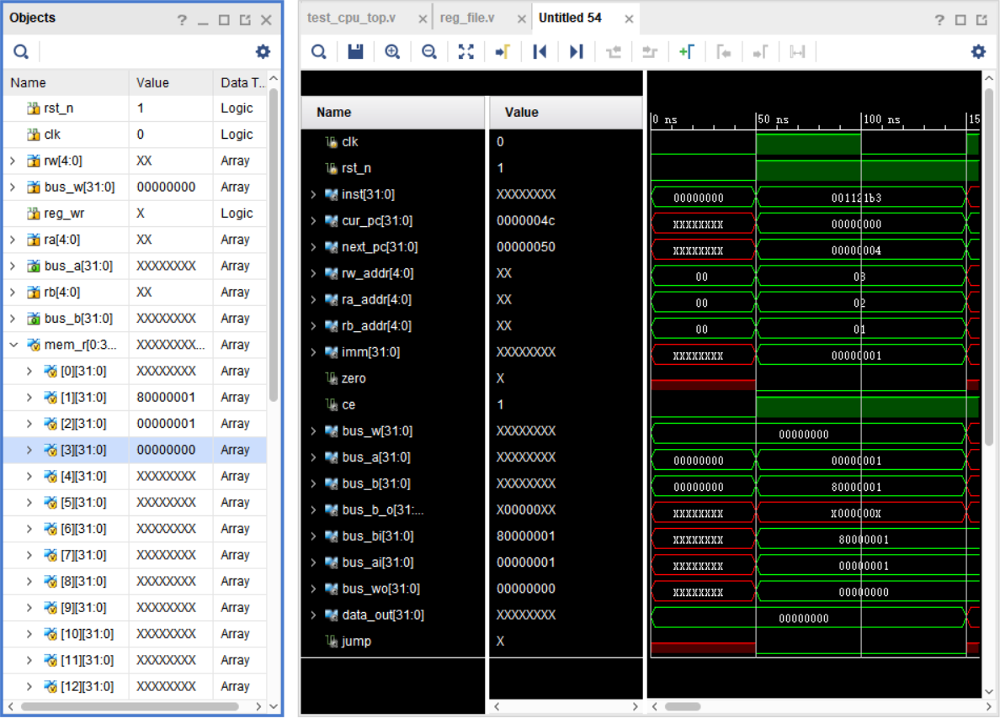 Objects
?
Name Value Data T...
rst_n 1 Logic
clk 0 Logic
rw[4:0] XX Array
bus_w[31:0] 00000000 Array
reg_wr X Logic
ra[4:0] XX Array
bus_a[31:0] XXXXXXXX Array
rb[4:0] XX Array
bus_b[31:0] XXXXXXXX Array
mem_r[0:3... XXXXXXXX... Array
[0][31:0] XXXXXXXX Array
[1][31:0] 80000001 Array
[2][31:0] 00000001 Array
[3][31:0] 00000000 Array
[4][31:0] XXXXXXXX Array
[5][31:0] XXXXXXXX Array
[6][31:0] XXXXXXXX Array
[7][31:0] XXXXXXXX Array
[8][31:0] XXXXXXXX Array
[9][31:0] XXXXXXXX Array
[10][31:0] XXXXXXXX Array
[11][31:0] XXXXXXXX Array
[12][31:0] XXXXXXXX Array
test_cpu_top.v reg_file.v Untitled 54
?
Name Value
0 ns 50 ns 100 ns 15
clk 0
rst_n 1
inst[31:0] XXXXXXXX 00000000 001121b3
cur_pc[31:0] 0000004c XXXXXXXX 00000000
next_pc[31:0] 00000050 XXXXXXXX 00000004
rw_addr[4:0] XX 00 03
ra_addr[4:0] XX 00 02
rb_addr[4:0] XX 00 01
imm[31:0] XXXXXXXX XXXXXXXX 00000001
zero X
ce 1
bus_w[31:0] XXXXXXXX 00000000
bus_a[31:0] XXXXXXXX 00000000 00000001
bus_b[31:0] XXXXXXXX 00000000 80000001
bus_b_o[31:... X00000XX XXXXXXXX X000000X
bus_bi[31:0] 80000001 XXXXXXXX 80000001
bus_ai[31:0] 00000001 XXXXXXXX 00000001
bus_wo[31:0] 00000000 XXXXXXXX 00000000
data_out[31:0] XXXXXXXX 00000000
jump X